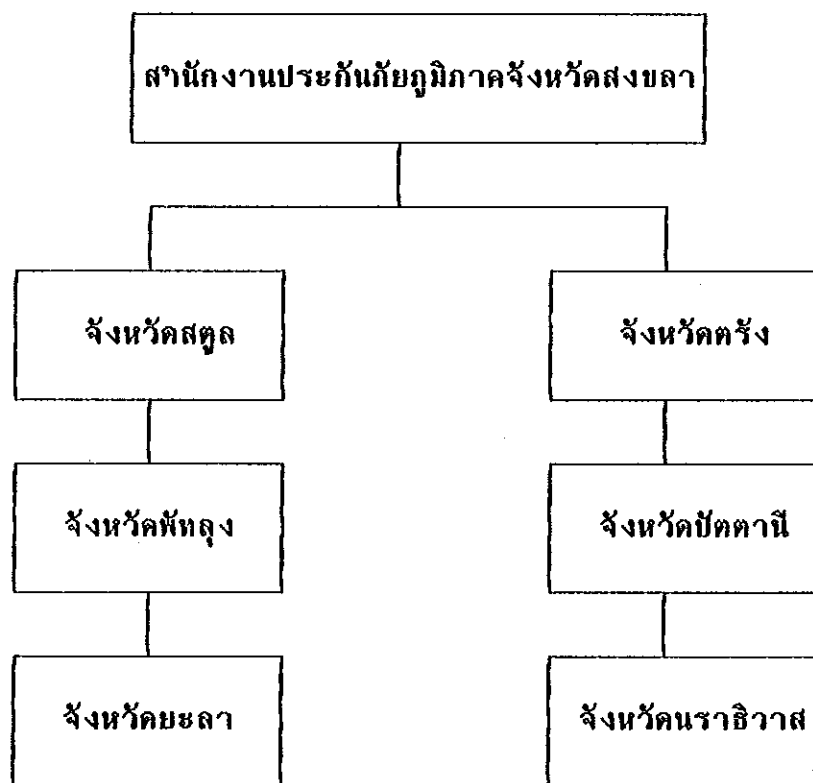 สำนักงานประกันภัยภูมิภาคจังหวัดสงขลา
จังหวัดสตูล
จังหวัดตรัง
จังหวัดพัทลุง
จังหวัดปัตตานี
จังหวัดยะลา
จังหวัดนราธิวาส